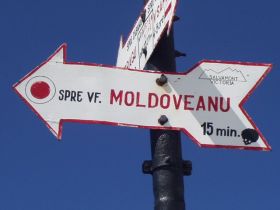 SALVAMONT
VICTORIA
SPRE VF. MOLDOVEANU
15 min.